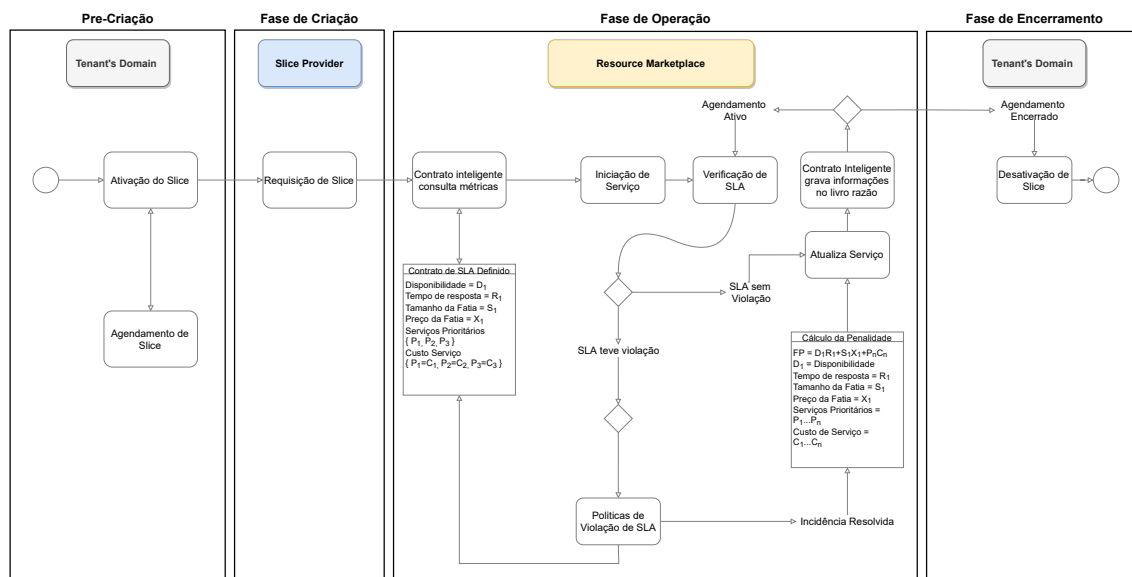 Pre-Criação
Fase de Criação
Fase de Operação
Fase de Encerramento
Tenant's Domain
Slice Provider
Resource Marketplace
Tenant's Domain
Ativação do Slice
Agendamento de
Slice
Requisição de Slice
Contrato inteligente
consulta métricas
Contrato de SLA Definido
Disponibilidade = D1
Tempo de resposta = R1
Tamanho da Fatia = S1
Preço da Fatia = X1
Serviços Prioritários
{ P1, P2, P3 }
Custo Serviço
{ P1=C1, P2=C2, P3=C3 }
Iniciação de
Serviço
Agendamento
Ativo
Verificação de
SLA
SLA sem
Violação
SLA teve violação
Politicas de
Violação de SLA
Incidência Resolvida
Cálculo da Penalidade
FP = D1R1+S1X1+PnCn
D1 = Disponibilidade
Tempo de resposta = R1
Tamanho da Fatia = S1
Preço da Fatia = X1
Serviços Prioritários =
P1...Pn
Custo de Serviço =
C1...Cn
Atualiza Serviço
Contrato Inteligente
grava informações
no livro razão
Agendamento
Encerrado
Desativação de
Slice